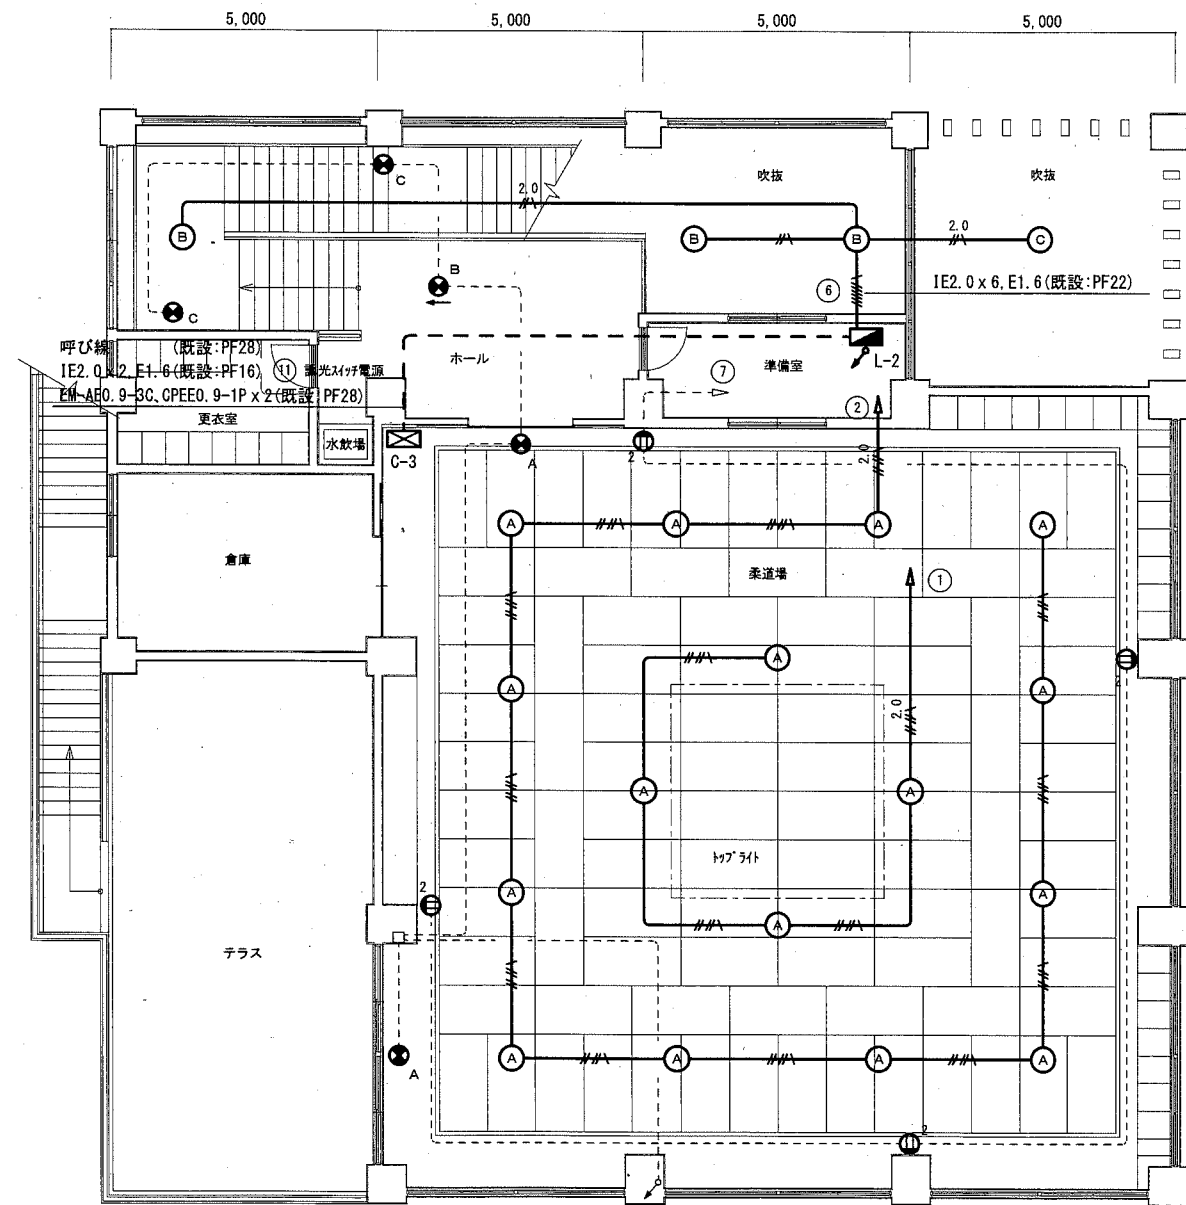 5,000
5,000
5,000
5,000
吹抜
吹抜
C
2.0
2.0
B
B
B
C
B
6
IE2.0x6,E1.6(既設:PF22)
C
呼び線 (既設:PF28)
IE2.0x2,E1.6(既設:PF16)
11
調光スイッチ電源
EM-AE0.9-3C、CPEE0.9-1Px2(既設:PF28)
ホール
準備室
L-2
7
2
更衣室
水飲場
C-3
A
2
2.0
A
A
A
A
倉庫
柔道場
1
A
A
A
2
2.0
A
A
トップライト
2
A
A
A
テラス
A
A
A
A
A
2